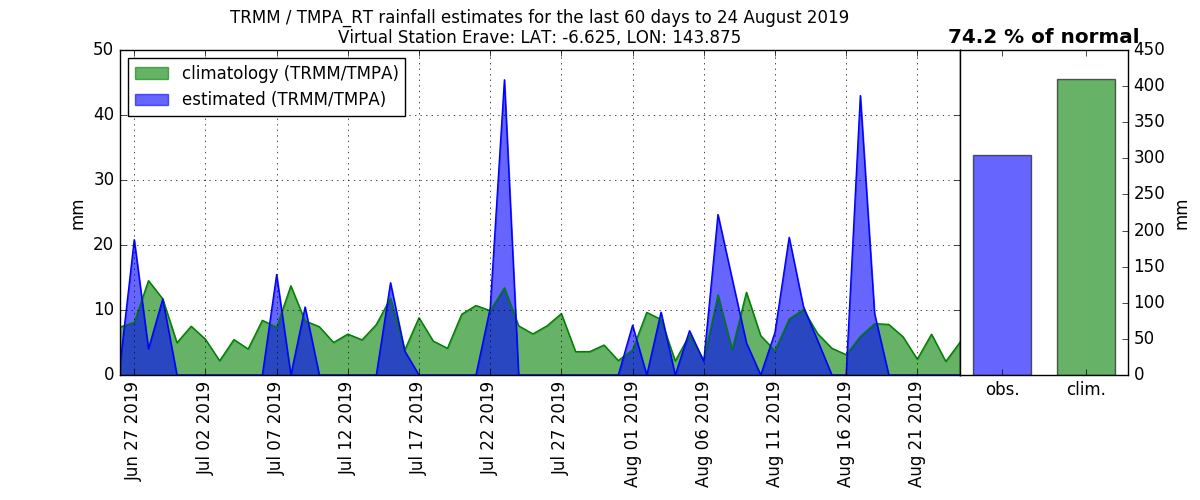 TRMM / TMPA_RT rainfall estimates for the last 60 days to 24 August 2019
Virtual Station Erave: LAT: -6.625, LON: 143.875
74.2 % of normal
climatology (TRMM/TMPA)
estimated (TRMM/TMPA)
50
40
30
20
10
0
mm
Jun 27 2019
Jul 02 2019
Jul 07 2019
Jul 12 2019
Jul 17 2019
Jul 22 2019
Jul 27 2019
Aug 01 2019
Aug 06 2019
Aug 11 2019
Aug 16 2019
Aug 21 2019
obs.
clim.
450
400
350
300
250
200
150
100
50
0
mm